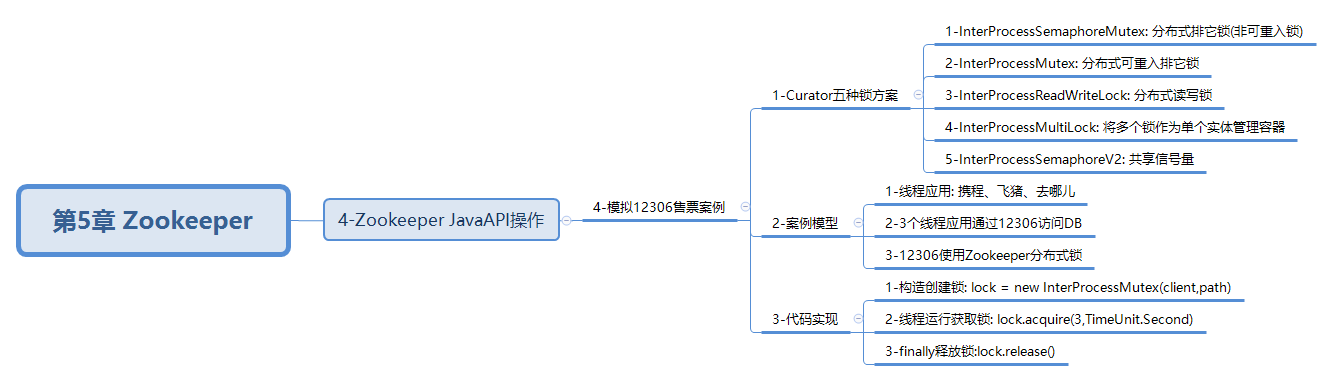 第5章 Zookeeper
4-Zookeeper JavaAPI操作
4-模拟12306售票案例
1-Curator五种锁方案
1-InterProcessSemaphoreMutex: 分布式排它锁(非可重入锁)
2-InterProcessMutex: 分布式可重入排它锁
3-InterProcessReadWriteLock: 分布式读写锁
4-InterProcessMultiLock: 将多个锁作为单个实体管理容器
5-InterProcessSemaphoreV2: 共享信号量
2-案例模型
1-线程应用: 携程、飞猪、去哪儿
2-3个线程应用通过12306访问DB
3-12306使用Zookeeper分布式锁
3-代码实现
1-构造创建锁: lock = new InterProcessMutex(client,path)
2-线程运行获取锁: lock.acquire(3,TimeUnit.Second)
3-finally释放锁:lock.release()